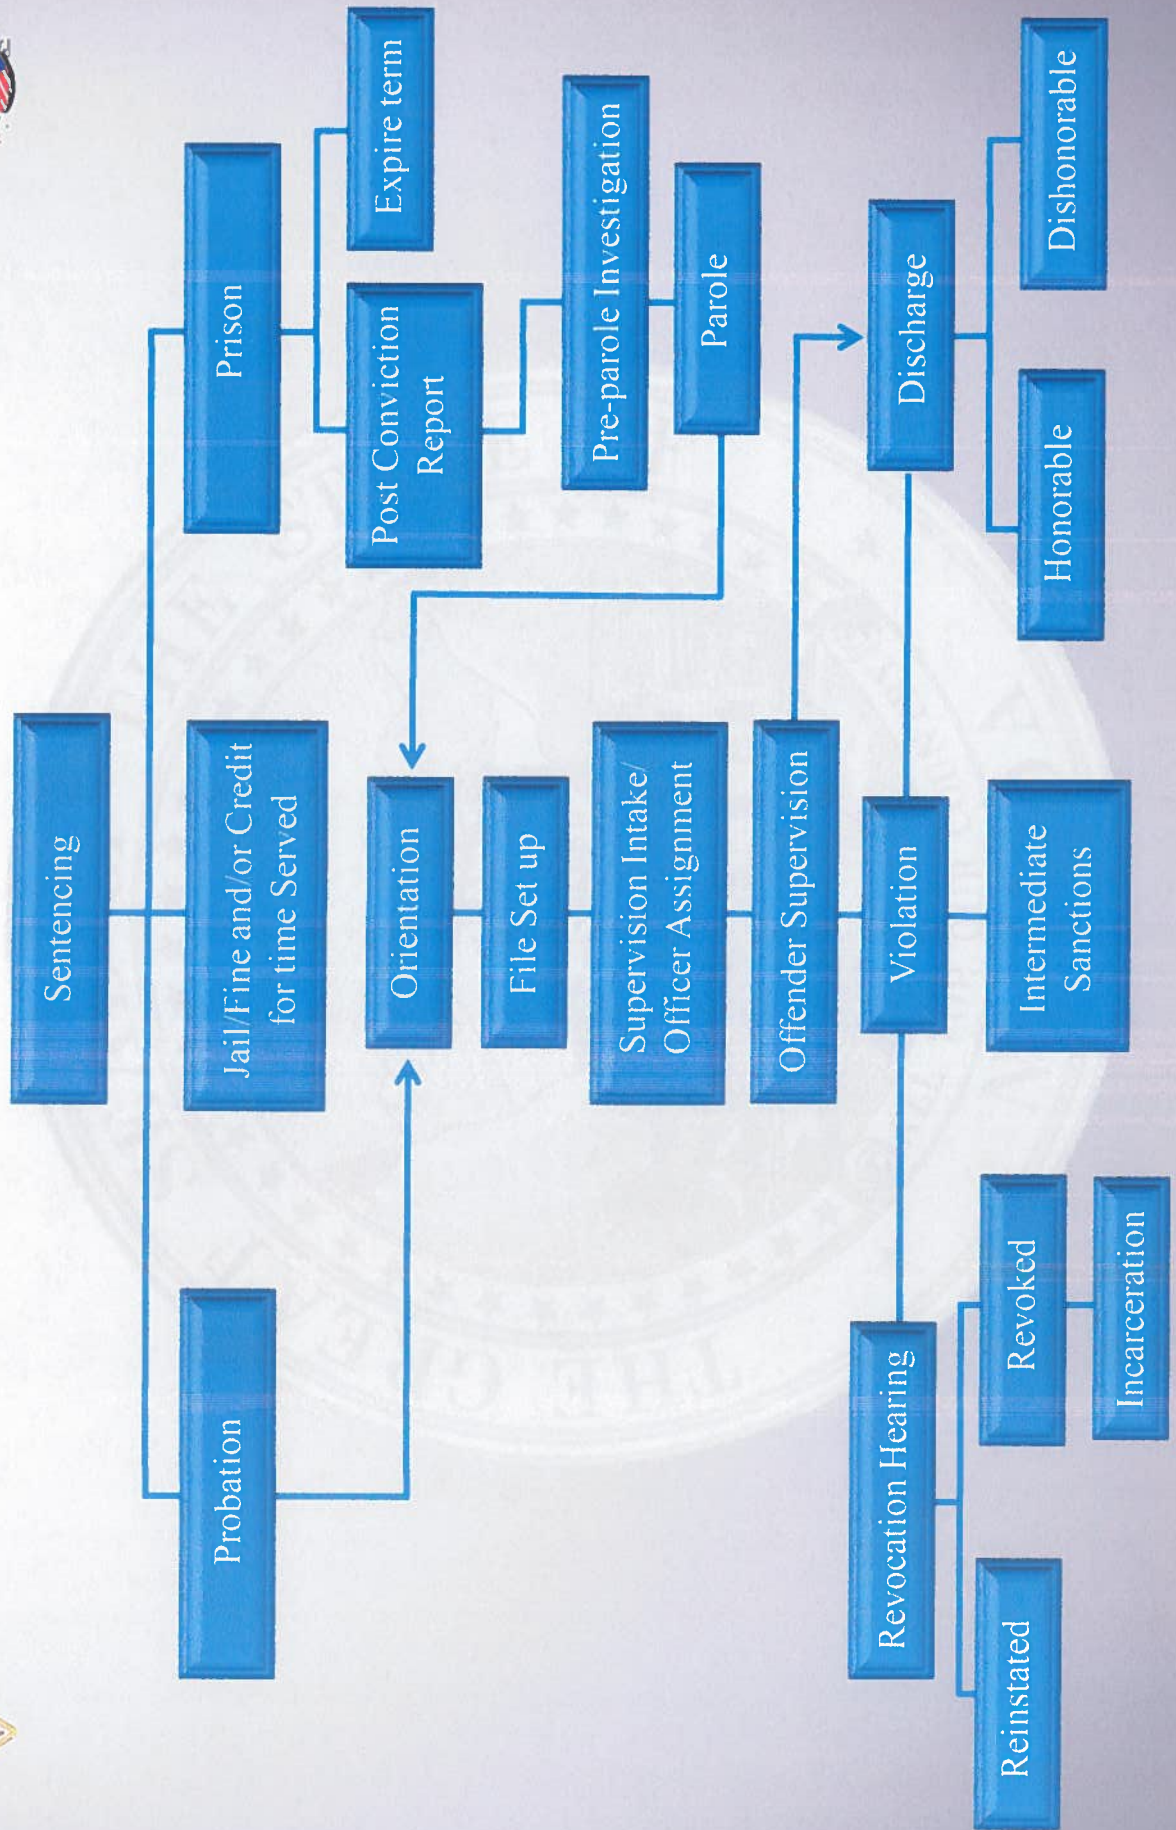 Sentencing
Probation
Jail/Fine and/or Credit
for time Served
Prison
Post Conviction
Report
Expire term
Orientation
File Set up
Pre-parole Investigation
Parole
Supervision Intake/
Officer Assignment
Offender Supervision
Revocation Hearing
Violation
Discharge
Reinstated
Revoked
Intermediate
Sanctions
Honorable
Dishonorable
Incarceration